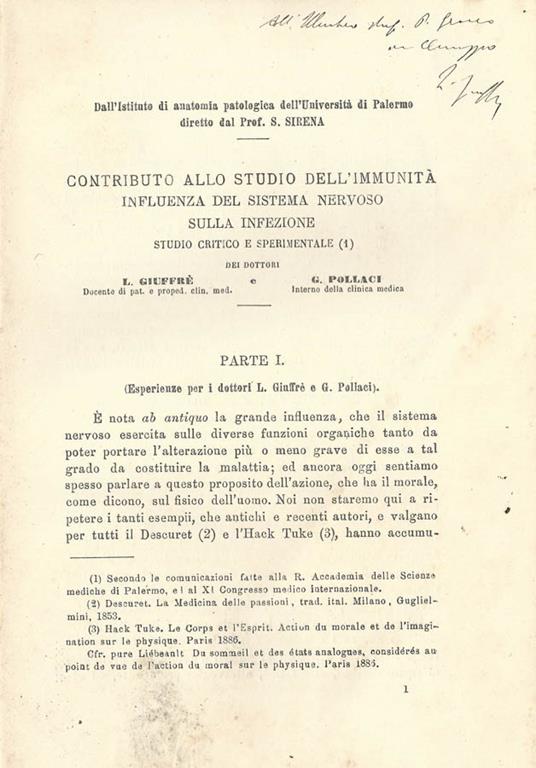 All'Illustre prof. P. Grocco
in omaggio
L. Giuffrè
Dall'Istituto di anatomia patologica dell'Università di Palermo
diretto dal Prof. S. SIRENA
CONTRIBUTO ALLO STUDIO DELL'IMMUNITÀ
INFLUENZA DEL SISTEMA NERVOSO
SULLA INFEZIONE
STUDIO CRITICO E SPERIMENTALE (1)
DEI DOTTORI
L. GIUFFRÈ e G. POLLACI
Docente di pat. e proped. clin. med. Interno della clinica medica
PARTE I.
(Esperienze per i dottori L. Giuffrè e G. Pollaci).
È nota ab antiquo la grande influenza, che il sistema
nervoso esercita sulle diverse funzioni organiche tanto da
poter portare l'alterazione più o meno grave di esse a tal
grado da costituire la malattia; ed ancora oggi sentiamo
spesso parlare a questo proposito dell'azione, che ha il morale,
come dicono, sul fisico dell'uomo. Noi non staremo qui a ri-
petere i tanti esempii, che antichi e recenti autori, e valgano
per tutti il Descuret (2) e l'Hack Tuke (3), hanno accumu-
(1) Secondo le comunicazioni fatte alla R. Accademia delle Scienze
mediche di Palermo, e al XI Congresso medico internazionale.
(2) Descuret. La Medicina delle passioni, trad. ital. Milano, Gugliel-
mini, 1853.
(3) Hack Tuke. Le Corps et l'Esprit. Action du morale et de l'imagi-
nation sur le physique. Paris 1886.
Cfr. pure Liébeault Du sommeil et des états analogues, considérés au
point de vue de l'action du moral sur le physique. Paris 1886.
1